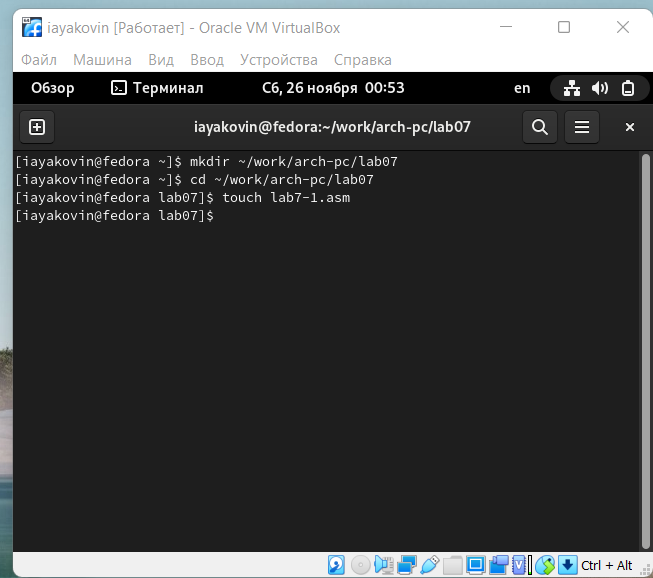 iayakovin [Работает] - Oracle VM VirtualBox
Файл Машина Вид Ввод Устройства Справка
Обзор Терминал Сб, 26 ноября 00:53 en
iayakovin@fedora:~/work/arch-pc/lab07
[iayakovin@fedora ~]$ mkdir ~/work/arch-pc/lab07
[iayakovin@fedora ~]$ cd ~/work/arch-pc/lab07
[iayakovin@fedora lab07]$ touch lab7-1.asm
[iayakovin@fedora lab07]$
Ctrl + Alt